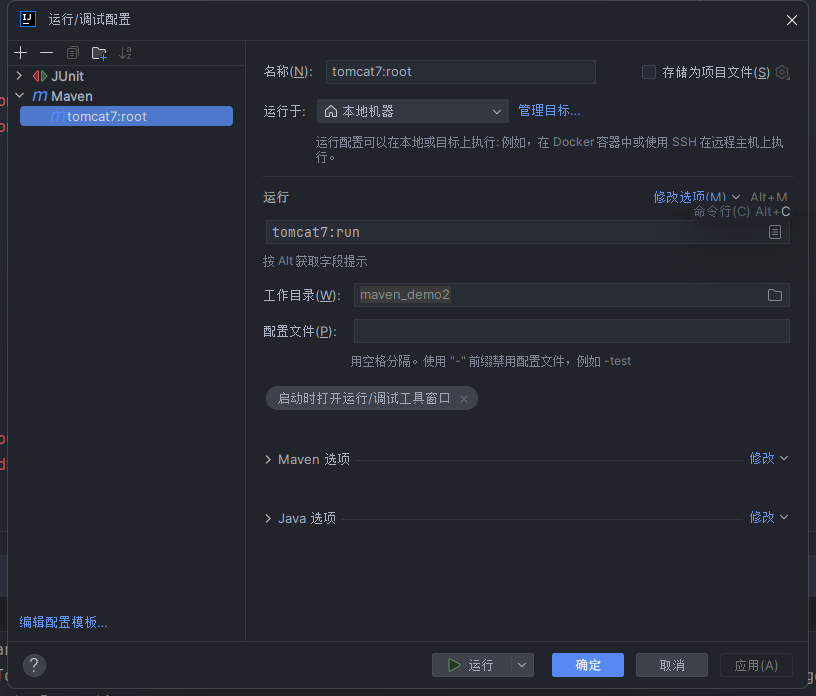 运行/调试配置
JUnit
Maven
tomcat7:root
编辑配置模板...
名称(N):
tomcat7:root
存储为项目文件(S)
运行于:
本地机器
管理目标...
运行配置可以在本地或目标上执行: 例如，在 Docker 容器中或使用 SSH 在远程主机上执
行。
运行
修改选项(M)
Alt+M
命令行(C) Alt+C
tomcat7:run
按 Alt 获取字段提示
工作目录(W):
maven_demo2
配置文件(P):
用空格分隔。使用 "-" 前缀禁用配置文件，例如 -test
启动时打开运行/调试工具窗口
Maven 选项
修改
Java 选项
修改
?
运行
确定
取消
应用(A)